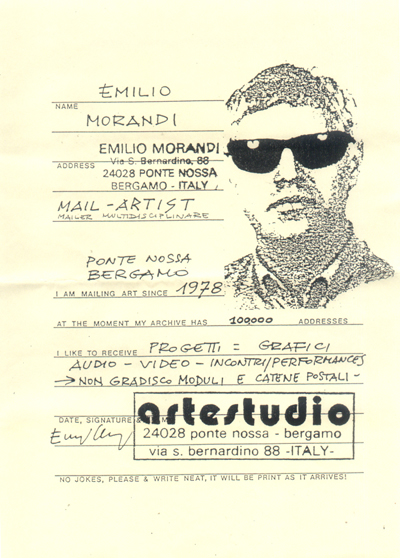 EMILIO
NAME
MORANDI
EMILIO MORANDI
ADDRESS Via S. Bernardino, 88
24028 PONTE NOSSA
BERGAMO - ITALY
MAIL - ARTIST
MAILER MULTIDISCIPLINARE
PONTE NOSSA
BERGAMO
I AM MAILING ART SINCE 1978
AT THE MOMENT MY ARCHIVE HAS 100,000 ADDRESSES
I LIKE TO RECEIVE PROGETTI = GRAFICI
AUDIO - VIDEO - INCONTRI/PERFORMANCES
→ NON GRADISCO MODULI E CATENE POSTALI -
DATE, SIGNATURE &
artestudio
24028 ponte nossa - bergamo
via s. bernardino 88 -ITALY-
NO JOKES, PLEASE & WRITE NEAT, IT WILL BE PRINT AS IT ARRIVES!